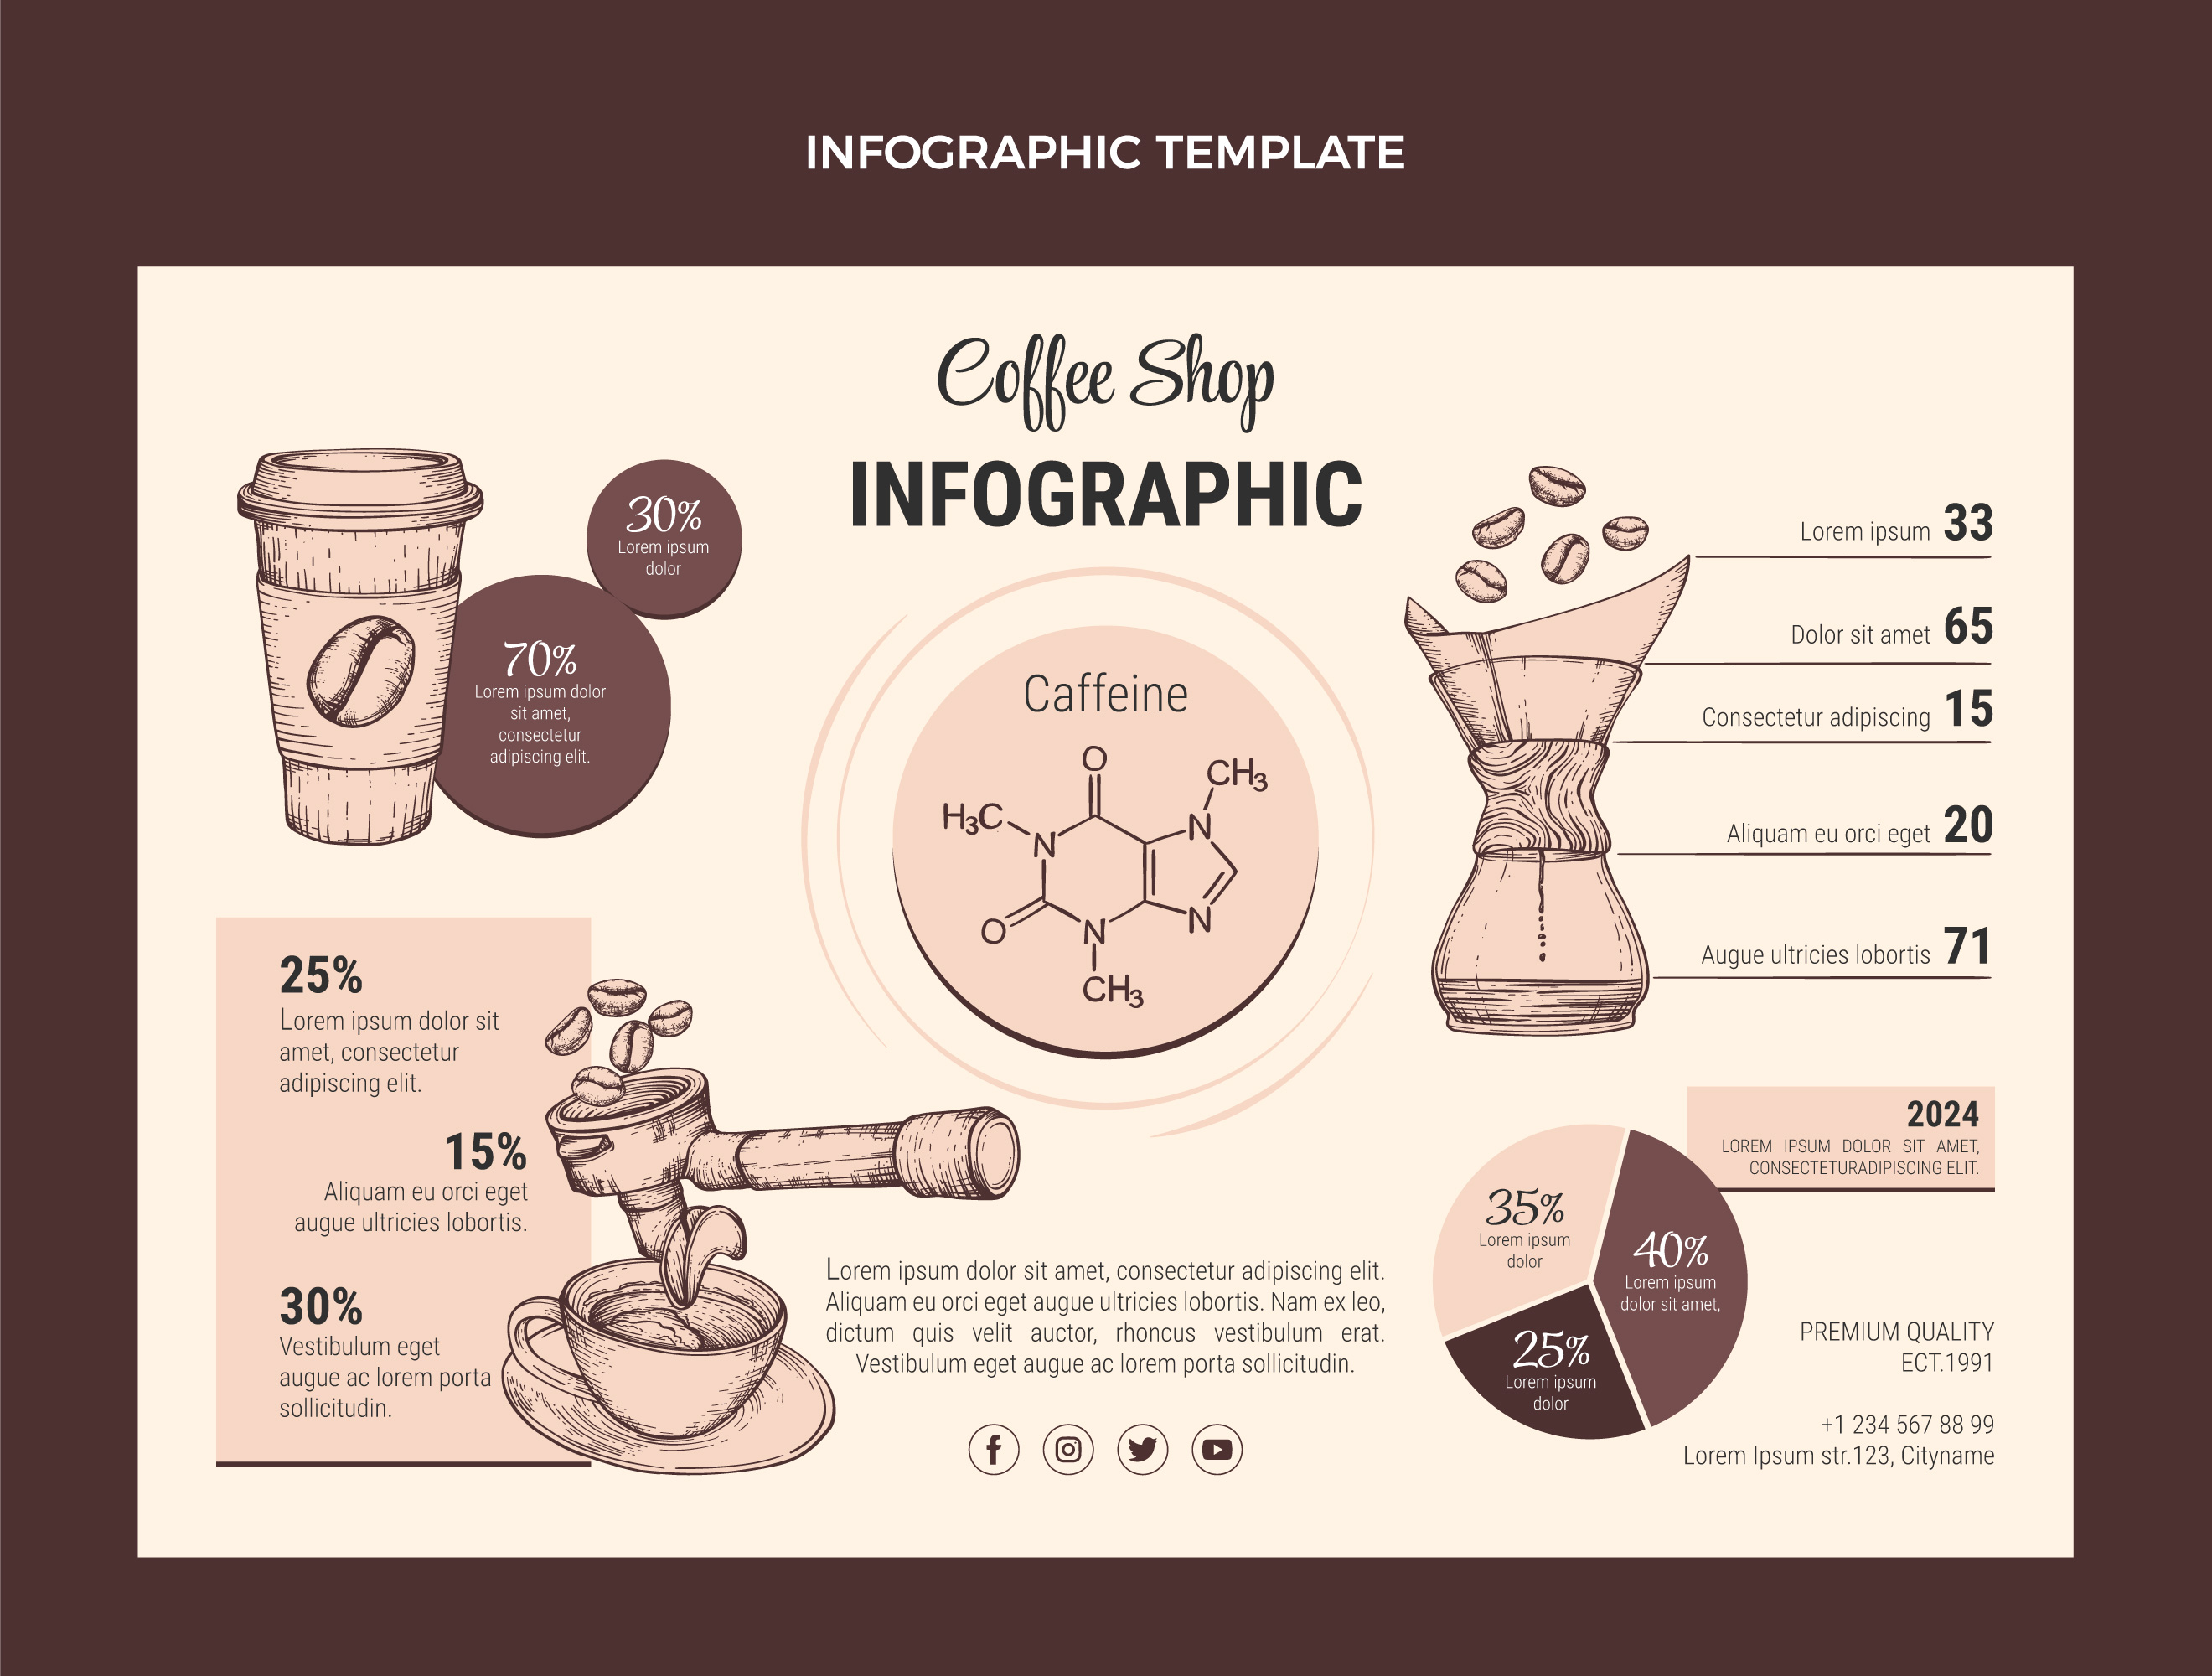 INFOGRAPHIC TEMPLATE
Coffee Shop
INFOGRAPHIC
30%
Lorem ipsum
dolor
70%
Lorem ipsum dolor
sit amet,
consectetur
adipiscing elit.
Caffeine
O
CH3
H3C
N
N
O
N
N
CH3
Lorem ipsum 33
Dolor sit amet 65
Consectetur adipiscing 15
Aliquam eu orci eget 20
Augue ultricies lobortis 71
25%
Lorem ipsum dolor sit
amet, consectetur
adipiscing elit.
15%
Aliquam eu orci eget
augue ultricies lobortis.
30%
Vestibulum eget
augue ac lorem porta
sollicitudin.
Lorem ipsum dolor sit amet, consectetur adipiscing elit.
Aliquam eu orci eget augue ultricies lobortis. Nam ex leo,
dictum quis velit auctor, rhoncus vestibulum erat.
Vestibulum eget augue ac lorem porta sollicitudin.
2024
LOREM IPSUM DOLOR SIT AMET,
CONSECTETURADIPISCING ELIT.
35%
Lorem ipsum
dolor
40%
Lorem ipsum
dolor sit amet,
25%
Lorem ipsum
dolor
PREMIUM QUALITY
ECT.1991
+1 234 567 88 99
Lorem Ipsum str.123, Cityname